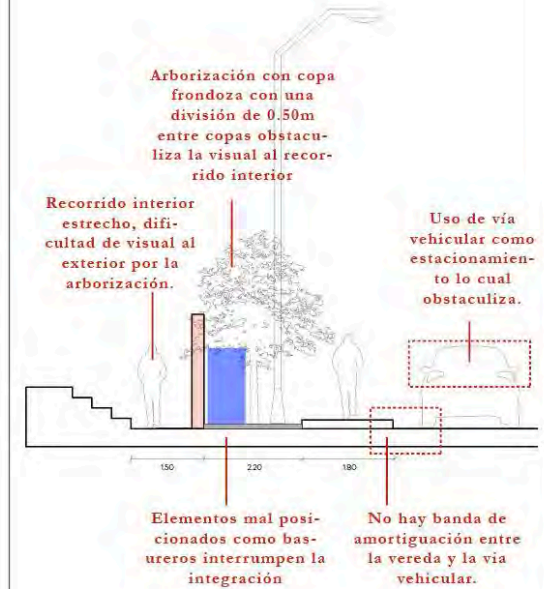 Arborización con copa
frondoza con una
división de 0.50m
entre copas obstacu-
liza la visual al recor-
rido interior
Recorrido interior
estrecho, difi-
cultad de visual al
exterior por la
arborización.
Uso de vía
vehicular como
estacionamien-
to lo cual
obstaculiza.
150
220
180
Elementos mal posi-
cionados como bas-
ureros interrumpen la
integración
No hay banda de
amortiguación entre
la vereda y la via
vehicular.